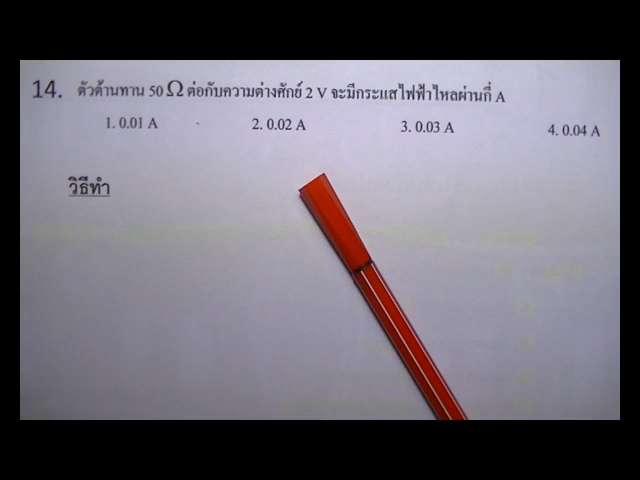 14. ตัวต้านทาน 50 Ω ต่อกับความต่างศักย์ 2 V จะมีกระแสไฟฟ้าไหลผ่านกี่ A
1. 0.01 A 2. 0.02 A 3. 0.03 A 4. 0.04 A
วิธีทำ